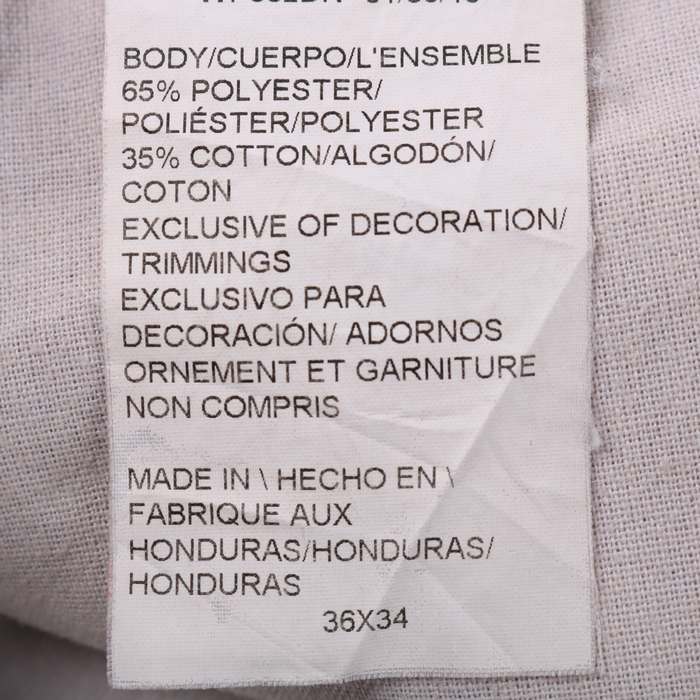 BODY/CUERPO/L'ENSEMBLE
65% POLYESTER/
POLIÉSTER/POLYESTER
35% COTTON/ALGODÓN/
COTON
EXCLUSIVE OF DECORATION/
TRIMMINGS
EXCLUSIVO PARA
DECORACIÓN/ ADORNOS
ORNEMENT ET GARNITURE
NON COMPRIS
MADE IN \ HECHO EN \
FABRIQUE AUX
HONDURAS/HONDURAS/
HONDURAS
36X34